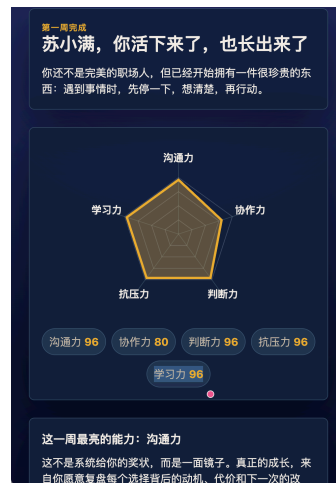 第一周完成
苏小满，你活下来了，也长出来了
你还不是完美的职场人，但已经开始拥有一件很珍贵的东
西：遇到事情时，先停一下，想清楚，再行动。
沟通力
学习力
协作力
抗压力
判断力
沟通力 96
协作力 80
判断力 96
抗压力 96
学习力 96
这一周最亮的能力：沟通力
这不是系统给你的奖状，而是一面镜子。真正的成长，来
自你愿意复盘每个选择背后的动机、代价和下一次的改